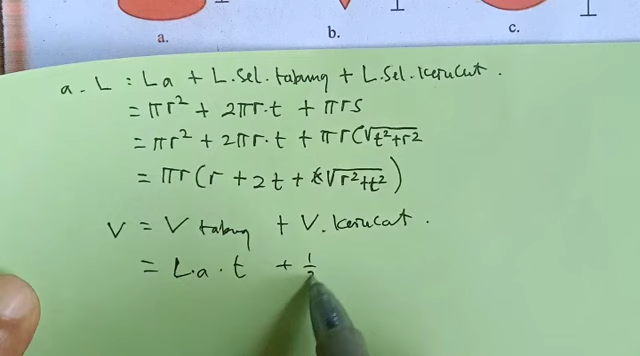 a. b. c.
a. L = La + L.sel.tabung + L.sel.kerucut.
= πr² + 2πr.t + πrs
= πr² + 2πr.t + πr(√t²+r²
= πr(r + 2t + √r²+t²)
V = V tabung + V.kerucut.
= L.a.t + 1/3